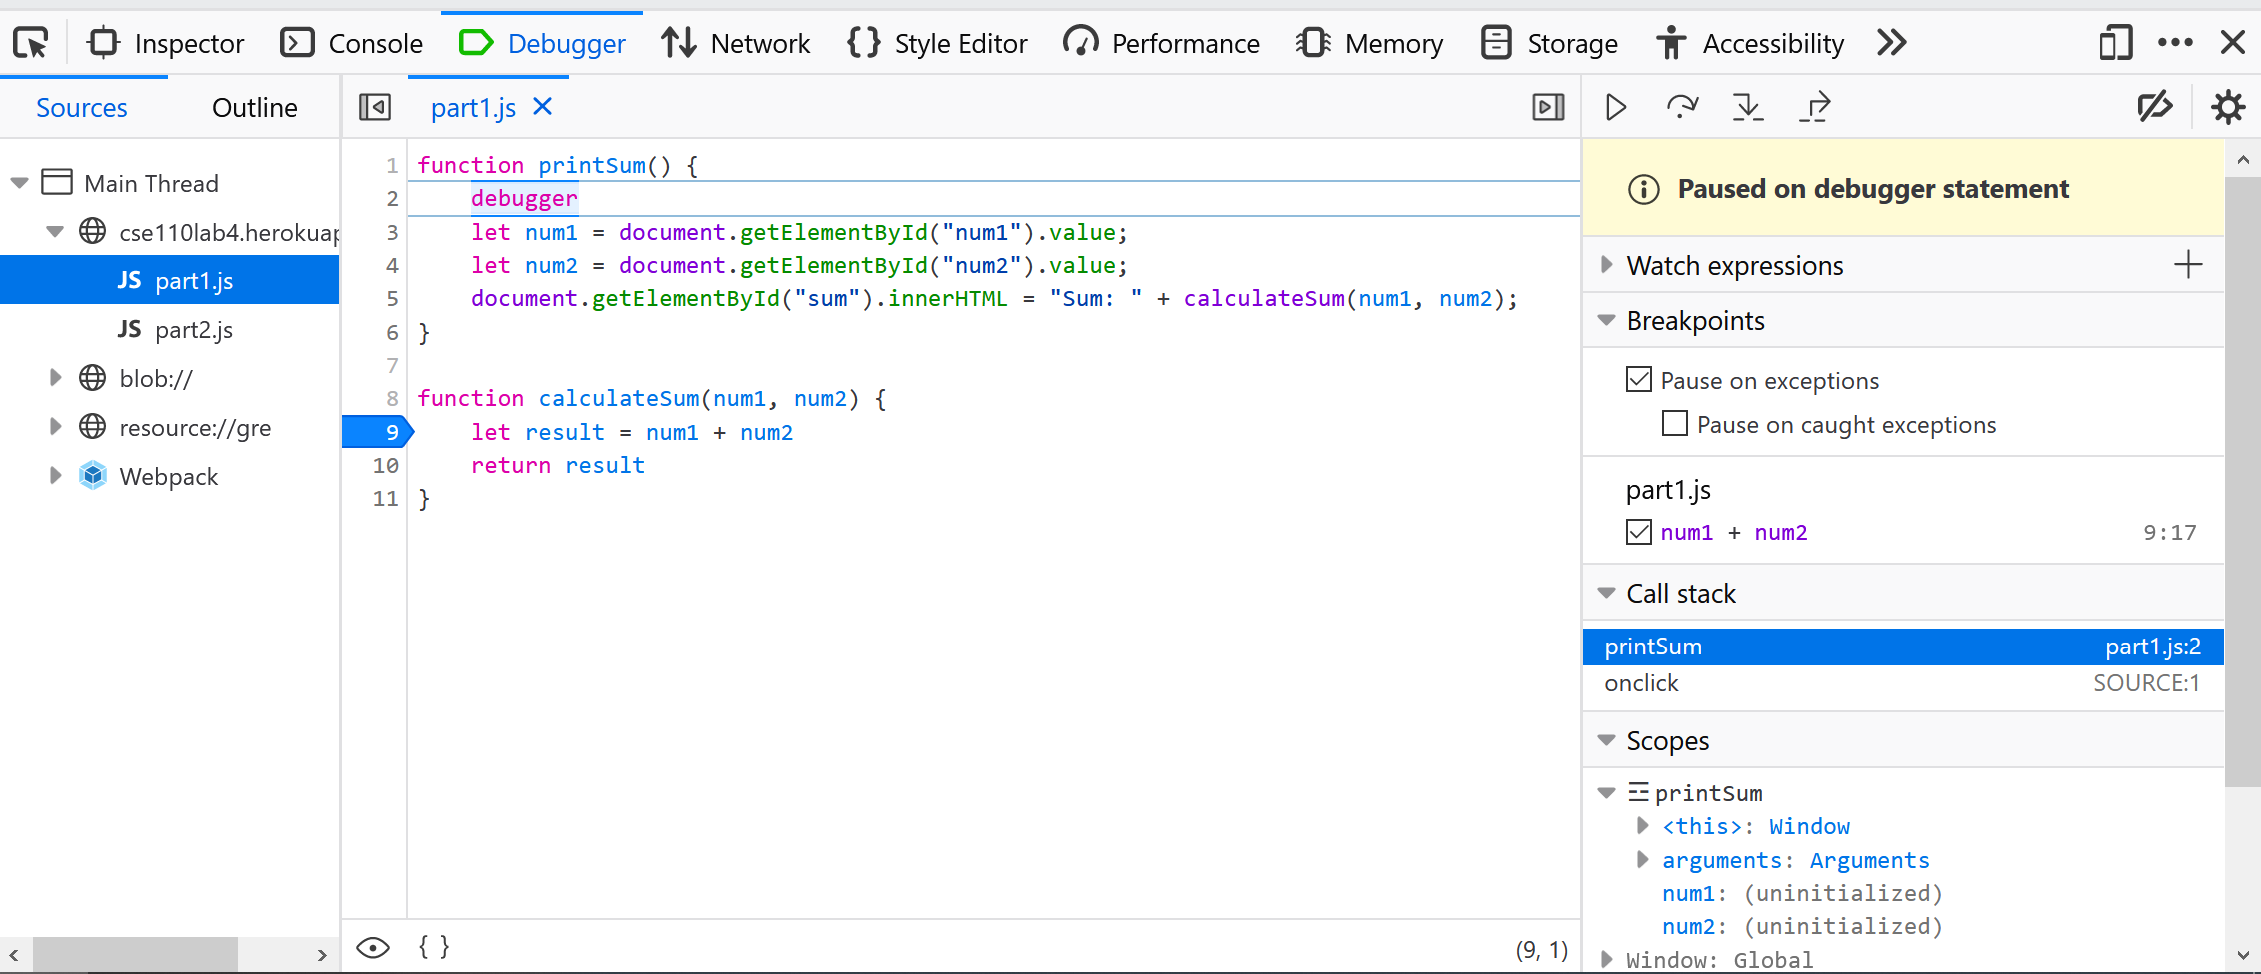 Inspector Console Debugger Network Style Editor Performance Memory Storage Accessibility
Sources Outline
Main Thread
cse110lab4.herokuap
JS part1.js
JS part2.js
blob://
resource://gre
Webpack
part1.js
1 function printSum() {
2     debugger
3     let num1 = document.getElementById("num1").value;
4     let num2 = document.getElementById("num2").value;
5     document.getElementById("sum").innerHTML = "Sum: " + calculateSum(num1, num2);
6 }
7
8 function calculateSum(num1, num2) {
9     let result = num1 + num2
10     return result
11 }
{ }
(9, 1)
Paused on debugger statement
Watch expressions
Breakpoints
Pause on exceptions
Pause on caught exceptions
part1.js
num1 + num2 9:17
Call stack
printSum part1.js:2
onclick SOURCE:1
Scopes
printSum
<this>: Window
arguments: Arguments
num1: (uninitialized)
num2: (uninitialized)
Window: Global